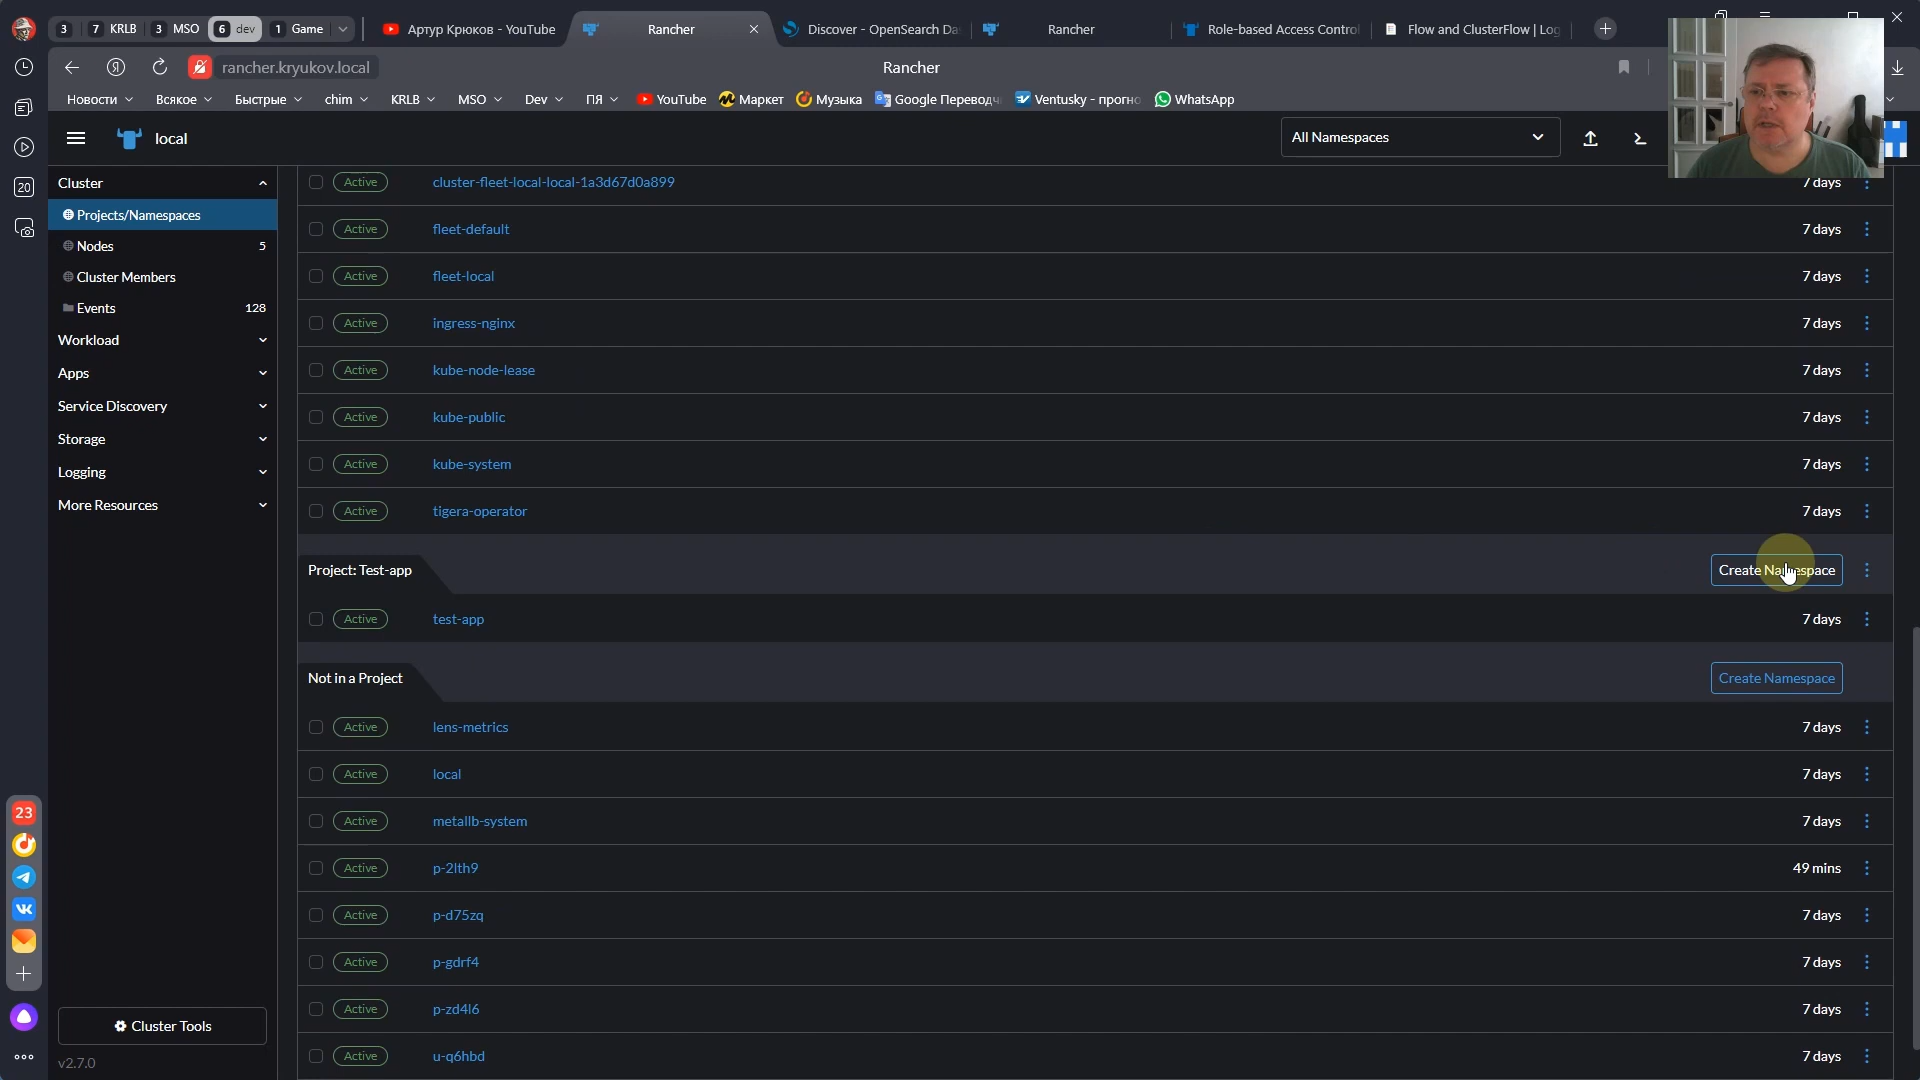 3
7 KRLB
3 MSO
6 dev
1 Game
Артур Крюков - YouTube
Rancher
Discover - OpenSearch Da
Rancher
Role-based Access Control
Flow and ClusterFlow | Log
rancher.kryukov.local
Rancher
Новости
Всякое
Быстрые
chim
KRLB
MSO
Dev
ПЯ
YouTube
Маркет
Музыка
Google Переводч
Ventusky - прогно
WhatsApp
20
local
All Namespaces
Cluster
Projects/Namespaces
Nodes 5
Cluster Members
Events 128
Workload
Apps
Service Discovery
Storage
Logging
More Resources
Active cluster-fleet-local-local-1a3d67d0a899 7 days
Active fleet-default 7 days
Active fleet-local 7 days
Active ingress-nginx 7 days
Active kube-node-lease 7 days
Active kube-public 7 days
Active kube-system 7 days
Active tigera-operator 7 days
Project: Test-app Create Namespace
Active test-app 7 days
Not in a Project Create Namespace
Active lens-metrics 7 days
Active local 7 days
Active metallb-system 7 days
Active p-2lth9 49 mins
Active p-d75zq 7 days
Active p-gdrf4 7 days
Active p-zd4l6 7 days
Active u-q6hbd 7 days
23
Cluster Tools
v2.7.0